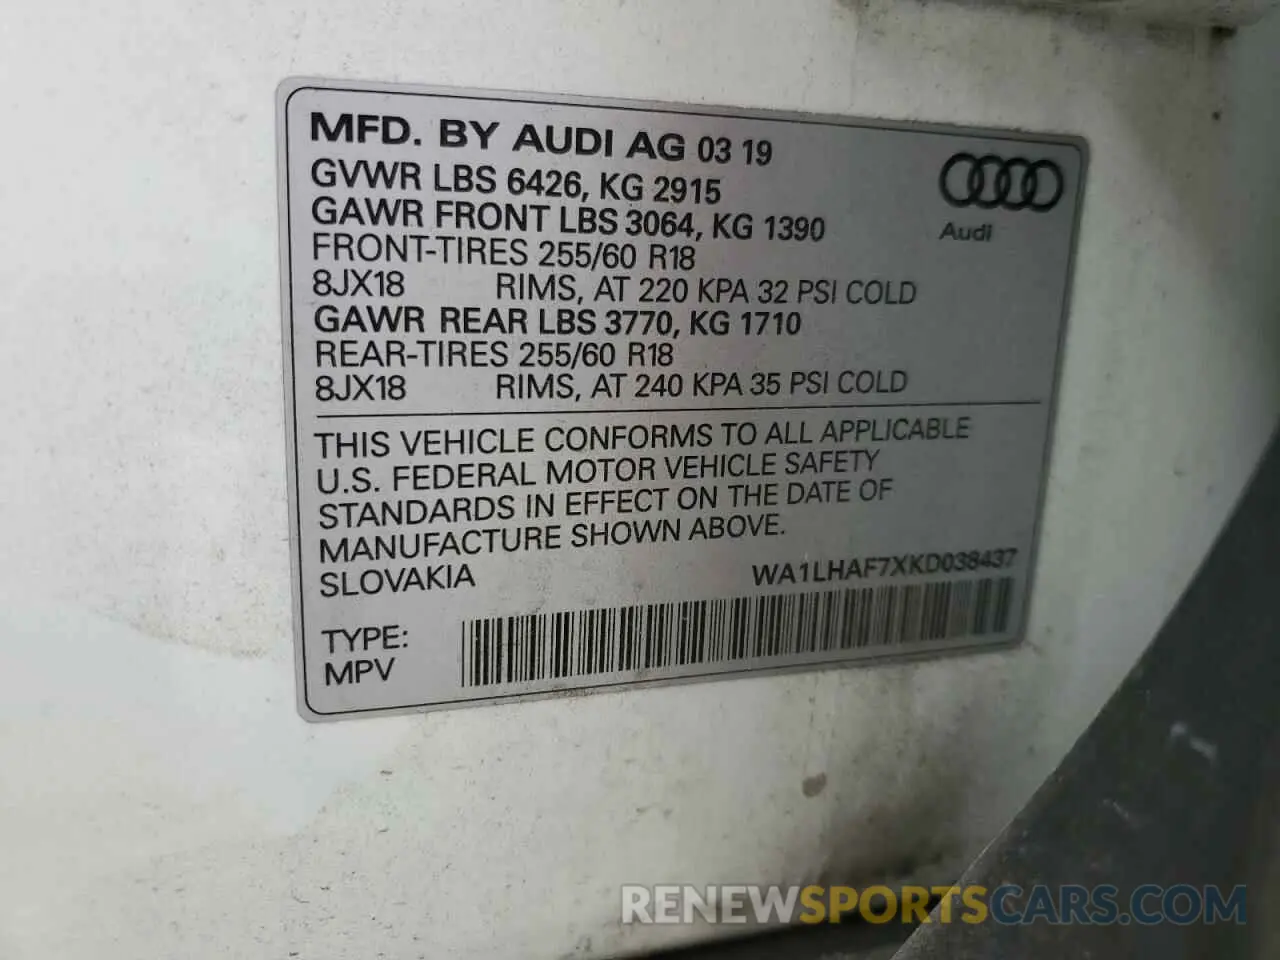 MFD. BY AUDI AG 03 19
GVWR LBS 6426, KG 2915
GAWR FRONT LBS 3064, KG 1390
FRONT-TIRES 255/60 R18
8JX18 RIMS, AT 220 KPA 32 PSI COLD
GAWR REAR LBS 3770, KG 1710
REAR-TIRES 255/60 R18
8JX18 RIMS, AT 240 KPA 35 PSI COLD
Audi
THIS VEHICLE CONFORMS TO ALL APPLICABLE
U.S. FEDERAL MOTOR VEHICLE SAFETY
STANDARDS IN EFFECT ON THE DATE OF
MANUFACTURE SHOWN ABOVE.
SLOVAKIA WA1LHAF7XKD038437
TYPE:
MPV
RENEWSPORTSCARS.COM